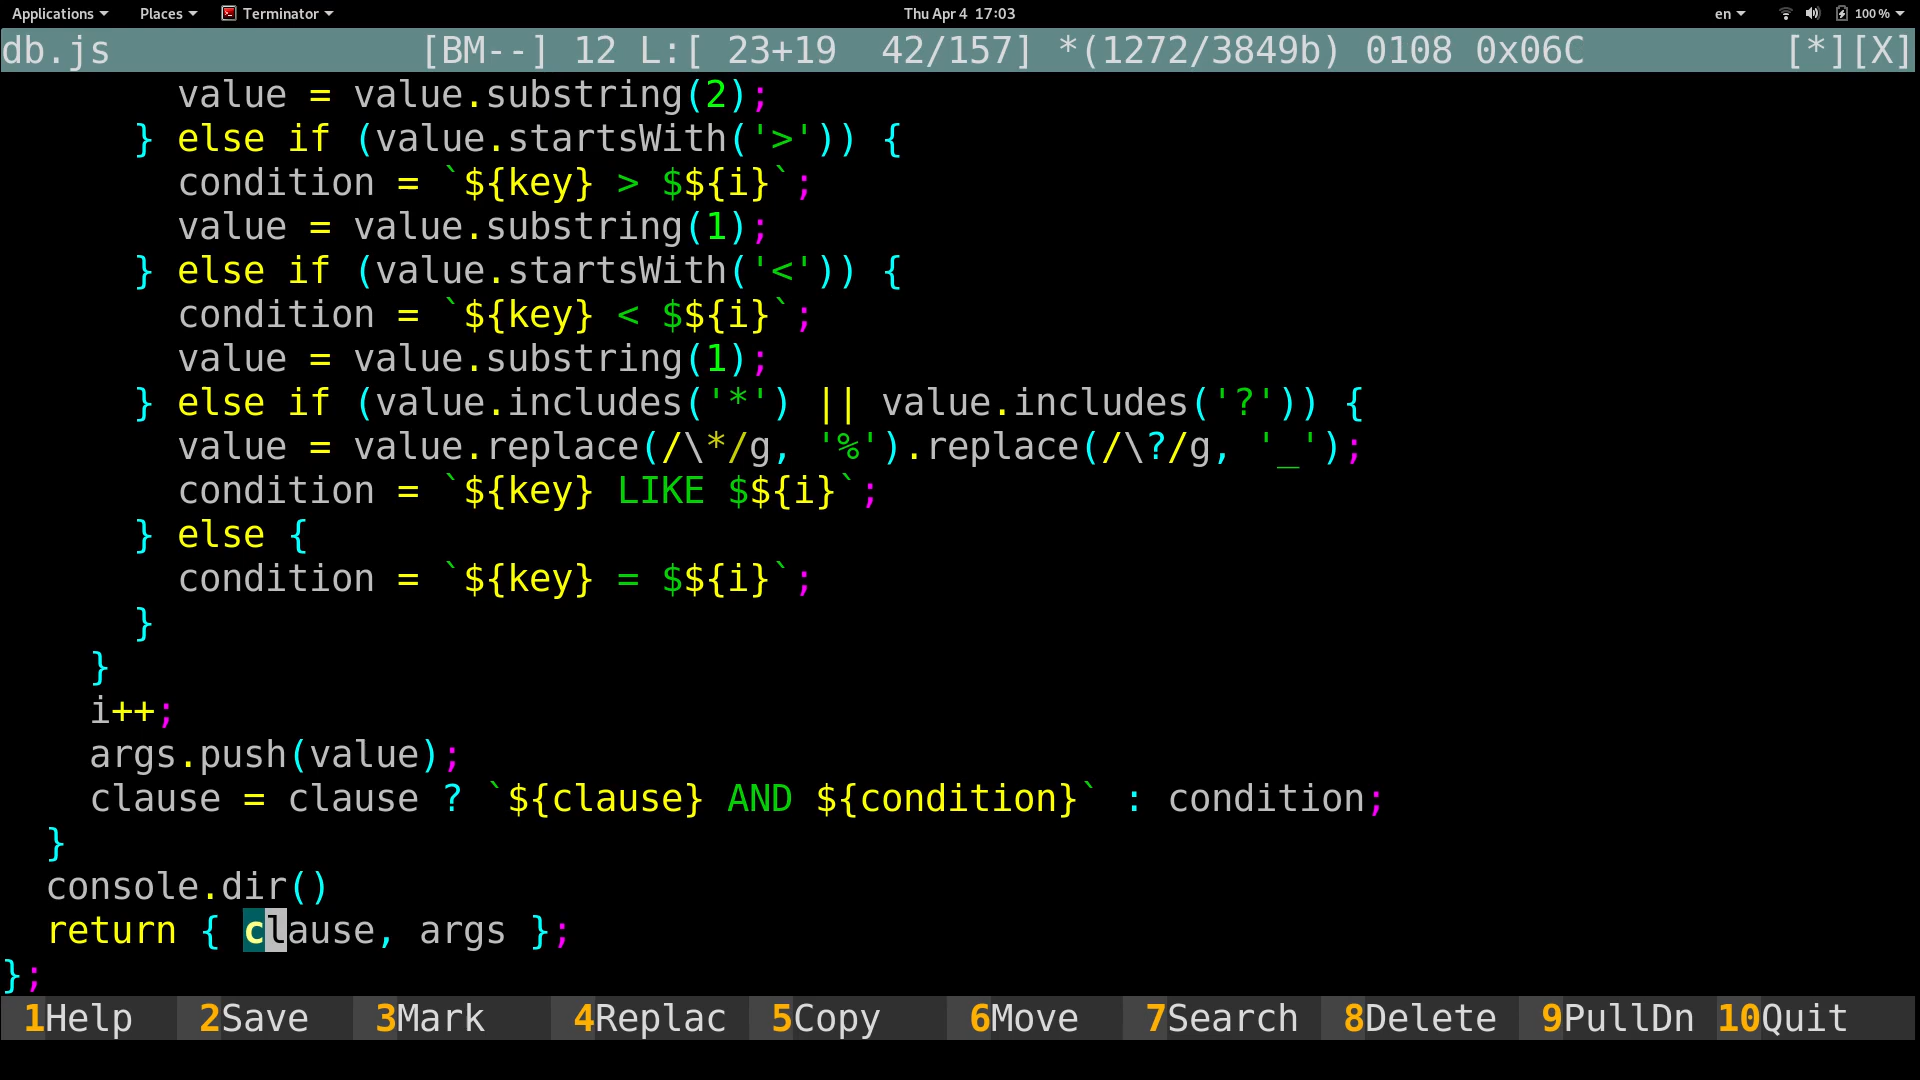 Applications Places Terminator Thu Apr 4 17:03 en 100 %
db.js [BM--] 12 L:[ 23+19 42/157] *(1272/3849b) 0108 0x06C [*][X]
        value = value.substring(2);
      } else if (value.startsWith('>')) {
        condition = `${key} > $${i}`;
        value = value.substring(1);
      } else if (value.startsWith('<')) {
        condition = `${key} < $${i}`;
        value = value.substring(1);
      } else if (value.includes('*') || value.includes('?')) {
        value = value.replace(/\*/g, '%').replace(/\?/g, '_');
        condition = `${key} LIKE $${i}`;
      } else {
        condition = `${key} = $${i}`;
      }
    }
    i++;
    args.push(value);
    clause = clause ? `${clause} AND ${condition}` : condition;
  }
  console.dir()
  return { clause, args };
};
1Help 2Save 3Mark 4Replac 5Copy 6Move 7Search 8Delete 9PullDn 10Quit